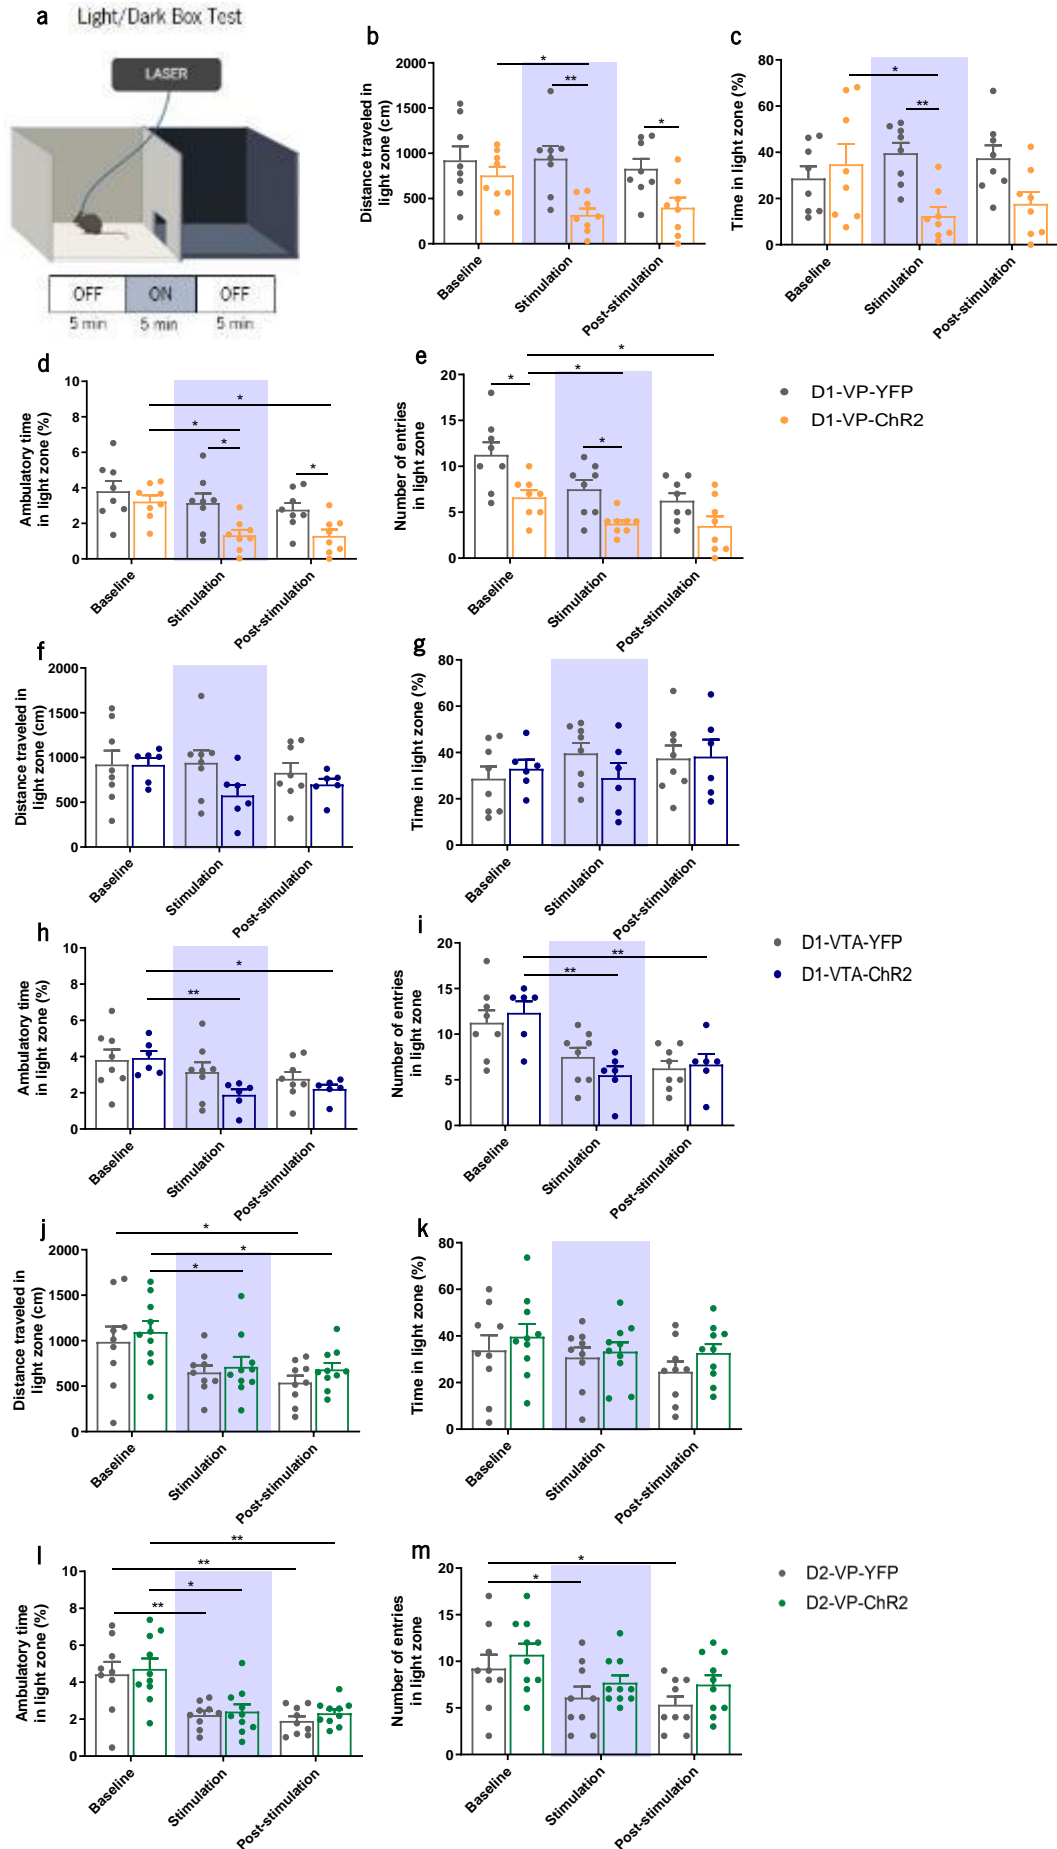 a
Light/Dark Box Test
LASER
OFF
ON
OFF
5 min
5 min
5 min
b
Distance traveled in
light zone (cm)
2000
1500
1000
500
0
*
**
*
Baseline
Stimulation
Post-stimulation
c
Time in light zone (%)
80
60
40
20
0
*
**
Baseline
Stimulation
Post-stimulation
d
Ambulatory time
in light zone (%)
10
8
6
4
2
0
*
*
*
*
Baseline
Stimulation
Post-stimulation
e
Number of entries
in light zone
20
15
10
5
0
*
*
*
*
Baseline
Stimulation
Post-stimulation
D1-VP-YFP
D1-VP-ChR2
f
Distance traveled in
light zone (cm)
2000
1500
1000
500
0
Baseline
Stimulation
Post-stimulation
g
Time in light zone (%)
80
60
40
20
0
Baseline
Stimulation
Post-stimulation
h
Ambulatory time
in light zone (%)
10
8
6
4
2
0
*
**
Baseline
Stimulation
Post-stimulation
i
Number of entries
in light zone
20
15
10
5
0
**
**
Baseline
Stimulation
Post-stimulation
D1-VTA-YFP
D1-VTA-ChR2
j
Distance traveled in
light zone (cm)
2000
1500
1000
500
0
*
*
*
Baseline
Stimulation
Post-stimulation
k
Time in light zone (%)
80
60
40
20
0
Baseline
Stimulation
Post-stimulation
l
Ambulatory time
in light zone (%)
10
8
6
4
2
0
**
**
*
**
Baseline
Stimulation
Post-stimulation
m
Number of entries
in light zone
20
15
10
5
0
*
*
Baseline
Stimulation
Post-stimulation
D2-VP-YFP
D2-VP-ChR2